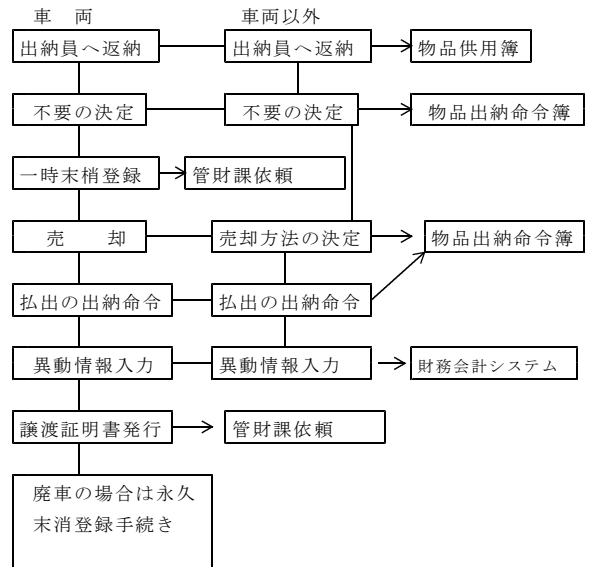 車　両　車両以外
出納員へ返納　出納員へ返納　物品供用簿
不要の決定　不要の決定　物品出納命令簿
一時末梢登録　管財課依頼
売　却　売却方法の決定　物品出納命令簿
払出の出納命令　払出の出納命令
異動情報入力　異動情報入力　財務会計システム
譲渡証明書発行　管財課依頼
廃車の場合は永久
末消登録手続き